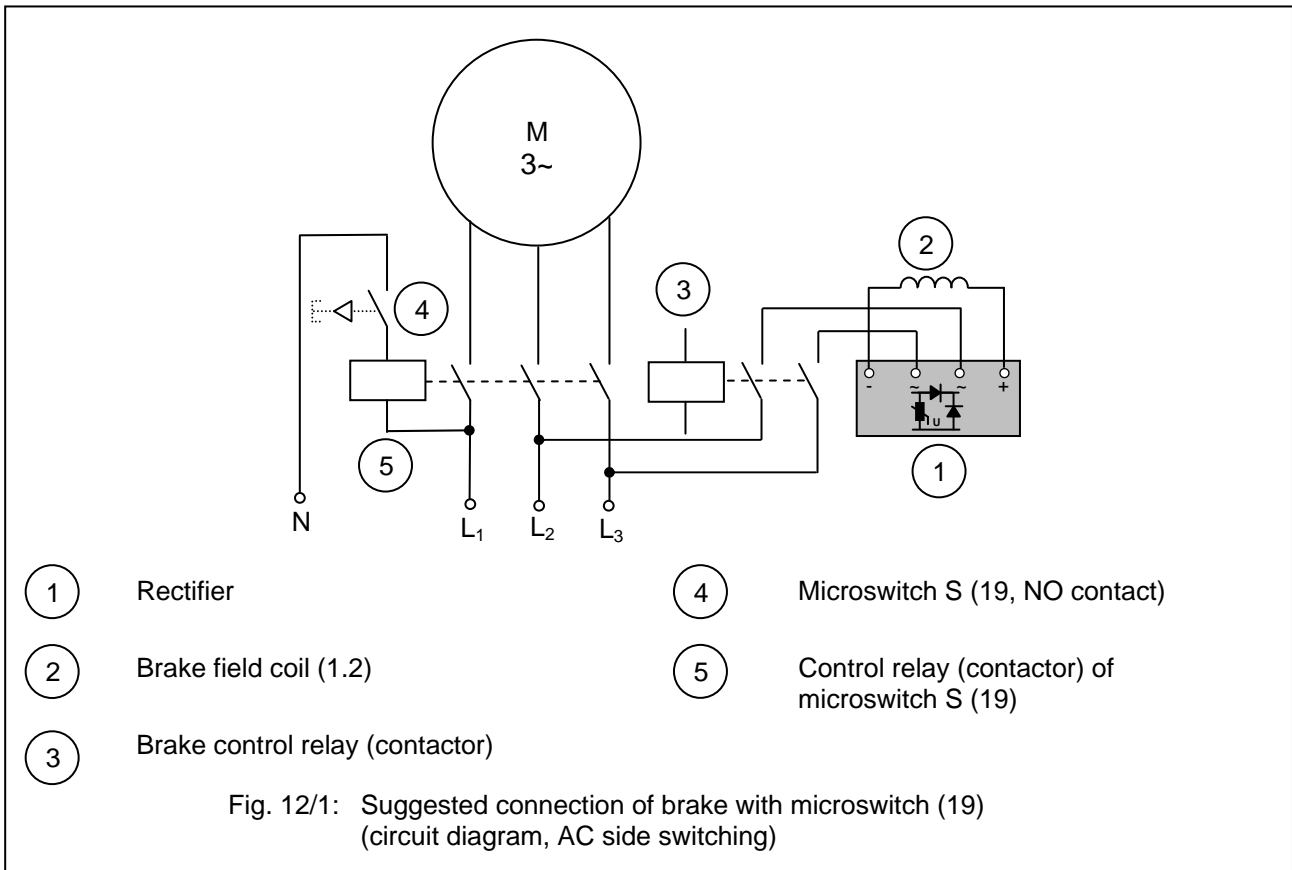 M
3~
2
3
4
- ~ ~ +
U
5
1
N
L₁ L₂ L₃
1 Rectifier
4 Microswitch S (19, NO contact)
2 Brake field coil (1.2)
5 Control relay (contactor) of
microswitch S (19)
3 Brake control relay (contactor)
Fig. 12/1: Suggested connection of brake with microswitch (19)
(circuit diagram, AC side switching)